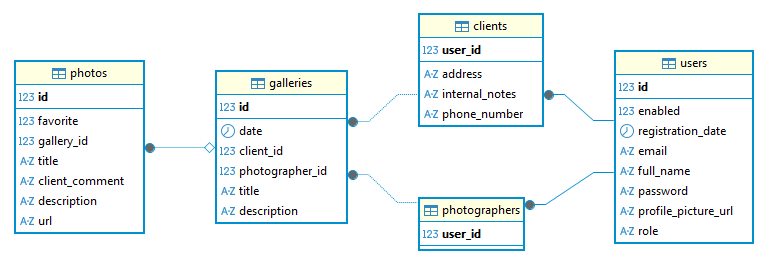 photos
123 id
123 favorite
123 gallery_id
A-Z title
A-Z client_comment
A-Z description
A-Z url
galleries
123 id
date
123 client_id
123 photographer_id
A-Z title
A-Z description
clients
123 user_id
A-Z address
A-Z internal_notes
A-Z phone_number
photographers
123 user_id
users
123 id
123 enabled
registration_date
A-Z email
A-Z full_name
A-Z password
A-Z profile_picture_url
A-Z role